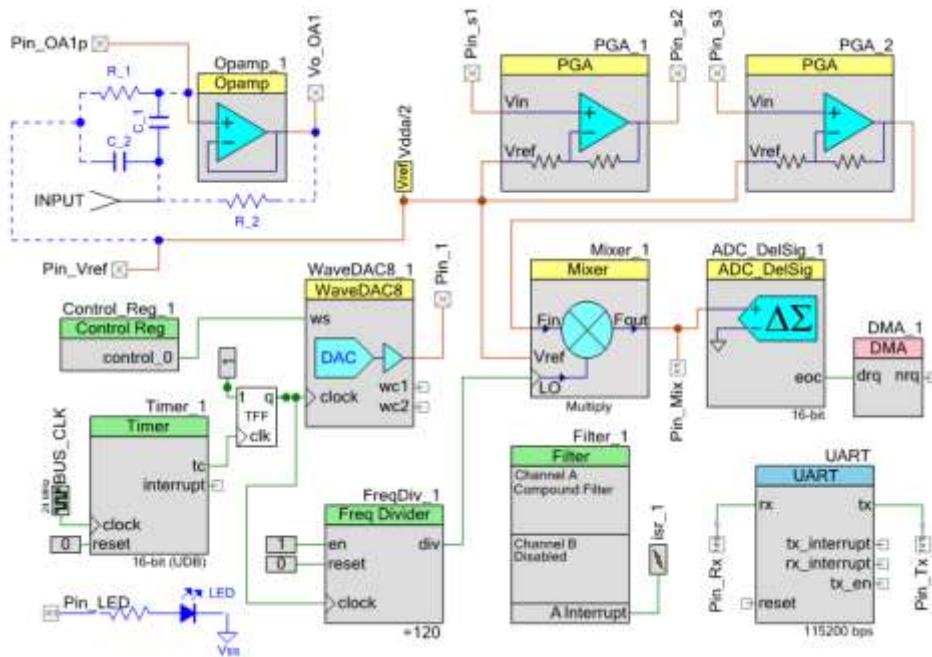 Pin_OA1p
R_1
C_1
C_2
INPUT
R_2
Pin_Vref
Opamp_1
Opamp
Vo_OA1
Vref
Vdda/2
Pin_s1
PGA_1
PGA
Vin
Vref
Pin_s2
Pin_s3
PGA_2
PGA
Vin
Vref
Control_Reg_1
Control Reg
control_0
WaveDAC8_1
WaveDAC8
ws
DAC
wc1
wc2
clock
Pin_1
Mixer_1
Mixer
Fin
Fout
Vref
LO
Multiply
Pin_Mix
ADC_DelSig_1
ADC_DelSig
ΔΣ
eoc
16-bit
DMA_1
DMA
drq
nrq
1
t
q
TFF
clk
Timer_1
Timer
tc
interrupt
clock
reset
16-bit (UDB)
BUS_CLK
24 MHz
0
FreqDiv_1
Freq Divider
en
div
reset
clock
÷120
1
0
Filter_1
Filter
Channel A
Compound Filter
Channel B
Disabled
A Interrupt
isr_1
UART
UART
rx
tx
tx_interrupt
rx_interrupt
tx_en
reset
115200 bps
Pin_Rx
Pin_Tx
Pin_LED
LED
Vss